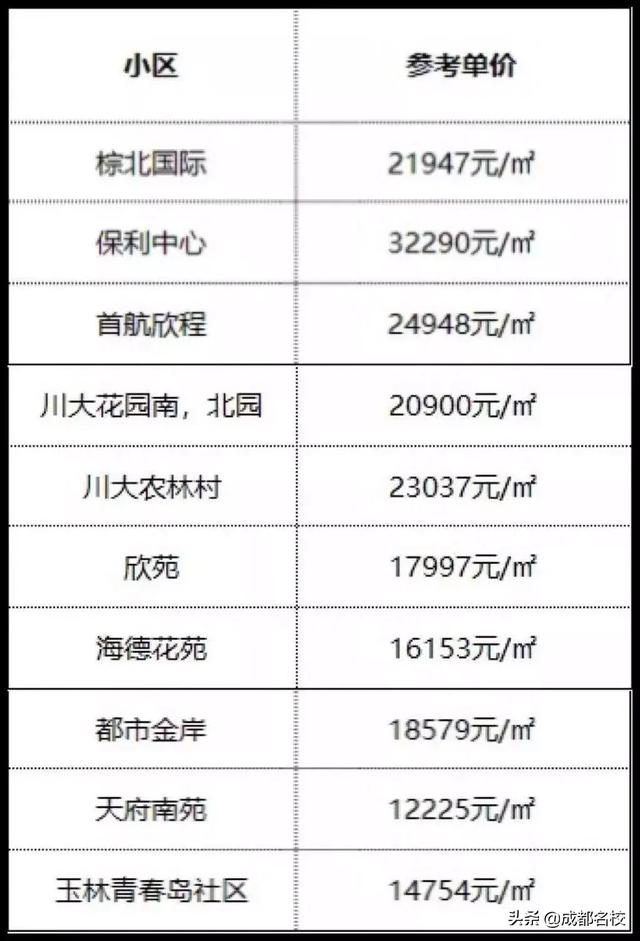 小区 参考单价
棕北国际 21947元/㎡
保利中心 32290元/㎡
首航欣程 24948元/㎡
川大花园南，北园 20900元/㎡
川大农林村 23037元/㎡
欣苑 17997元/㎡
海德花苑 16153元/㎡
都市金岸 18579元/㎡
天府南苑 12225元/㎡
玉林青春岛社区 14754元/㎡
头条 @成都名校